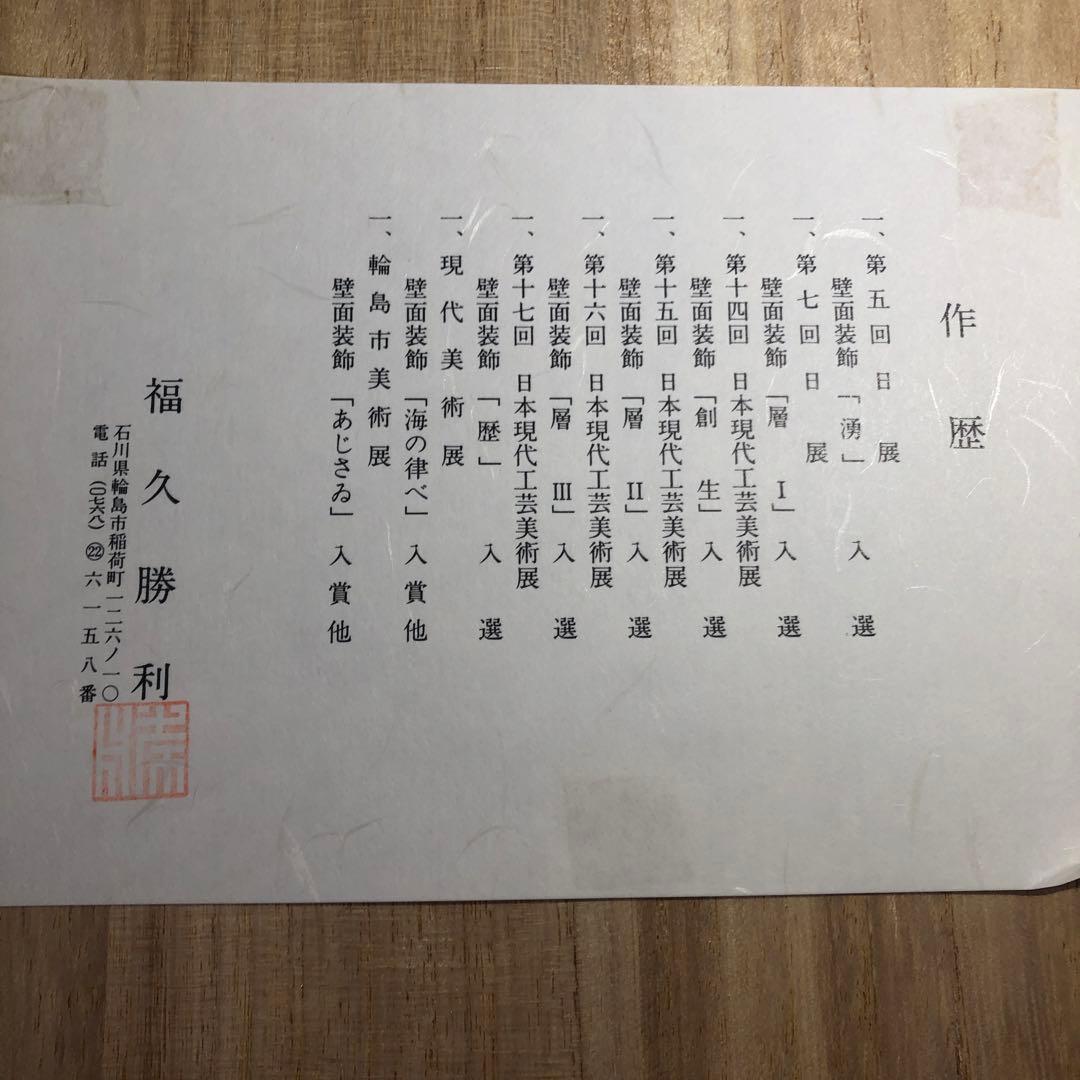 作歴
一、第五回 日展
壁面装飾「湧」 入選
一、第七回 日展
壁面装飾「層 Ⅰ」 入選
一、第十四回 日本現代工芸美術展
壁面装飾「創生」 入選
一、第十五回 日本現代工芸美術展
壁面装飾「層 Ⅱ」 入選
一、第十六回 日本現代工芸美術展
壁面装飾「層 Ⅲ」 入選
一、第十七回 日本現代工芸美術展
壁面装飾「歴」 入選
一、現代美術展
壁面装飾「海の律べ」 入賞他
一、輪島市美術展
壁面装飾「あじさゐ」 入賞他
福久勝利
石川県輪島市稲荷町一二六ノ一〇
電話（〇七六八）㉒六一五八番